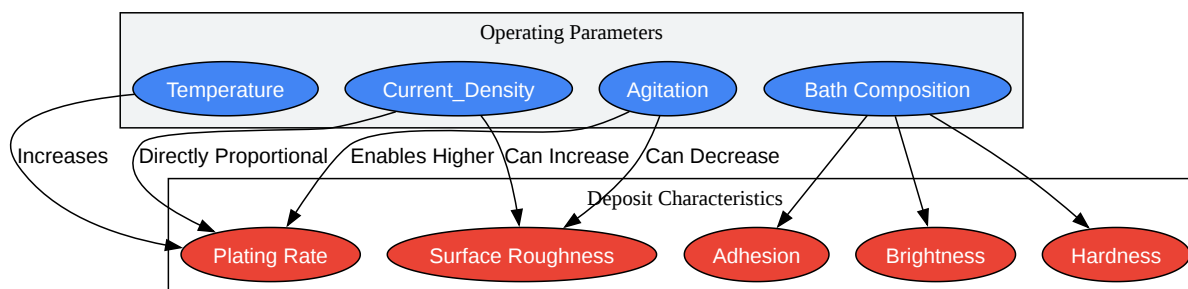 Operating Parameters
Temperature
Current_Density
Agitation
Bath Composition
Increases
Directly Proportional
Enables Higher
Can Increase
Can Decrease
Deposit Characteristics
Plating Rate
Surface Roughness
Adhesion
Brightness
Hardness